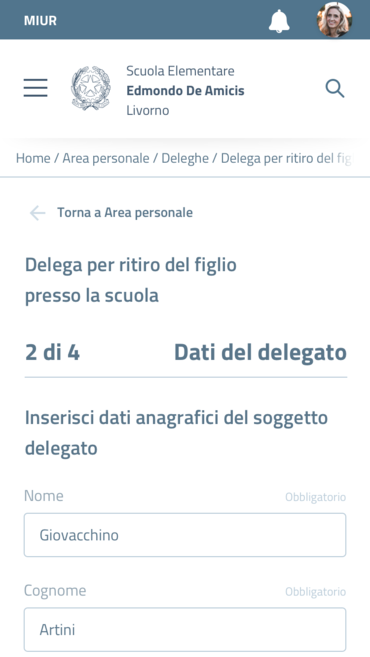 MIUR
Scuola Elementare
Edmondo De Amicis
Livorno
Home / Area personale / Deleghe / Delega per ritiro del fig
Torna a Area personale
Delega per ritiro del figlio
presso la scuola
2 di 4 Dati del delegato
Inserisci dati anagrafici del soggetto
delegato
Nome Obbligatorio
Giovacchino
Cognome Obbligatorio
Artini